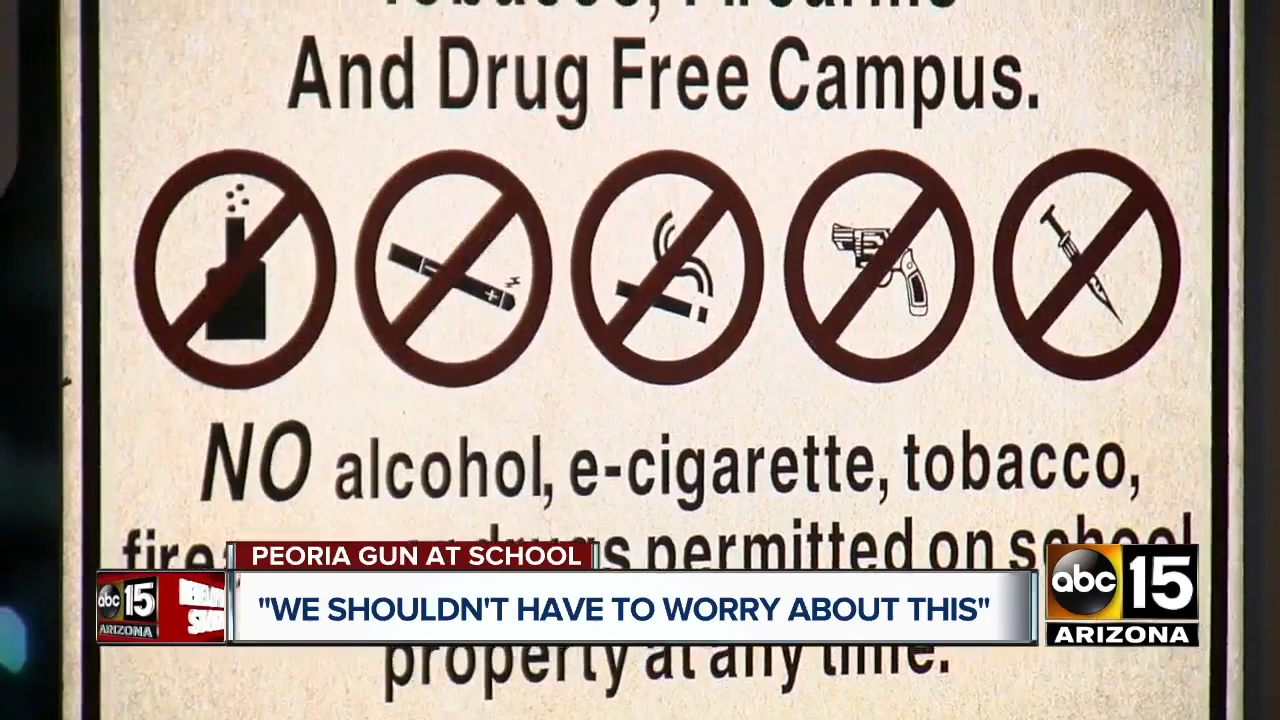 And Drug Free Campus.
NO alcohol, e-cigarette, tobacco,
drugs permitted on school
property at any time.
PEORIA GUN AT SCHOOL
"WE SHOULDN'T HAVE TO WORRY ABOUT THIS"
abc 15
ARIZONA
abc 15
ARIZONA